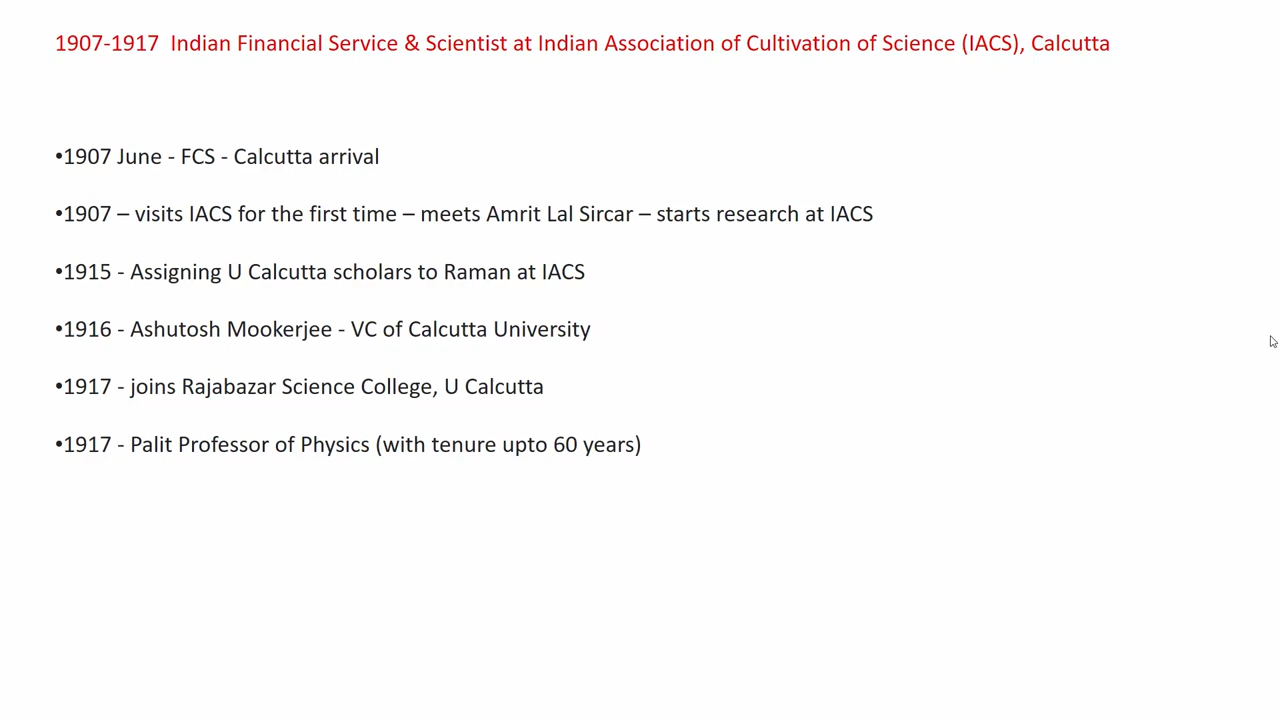 1907-1917  Indian Financial Service & Scientist at Indian Association of Cultivation of Science (IACS), Calcutta
•1907 June - FCS - Calcutta arrival
•1907 – visits IACS for the first time – meets Amrit Lal Sircar – starts research at IACS
•1915 - Assigning U Calcutta scholars to Raman at IACS
•1916 - Ashutosh Mookerjee - VC of Calcutta University
•1917 - joins Rajabazar Science College, U Calcutta
•1917 - Palit Professor of Physics (with tenure upto 60 years)